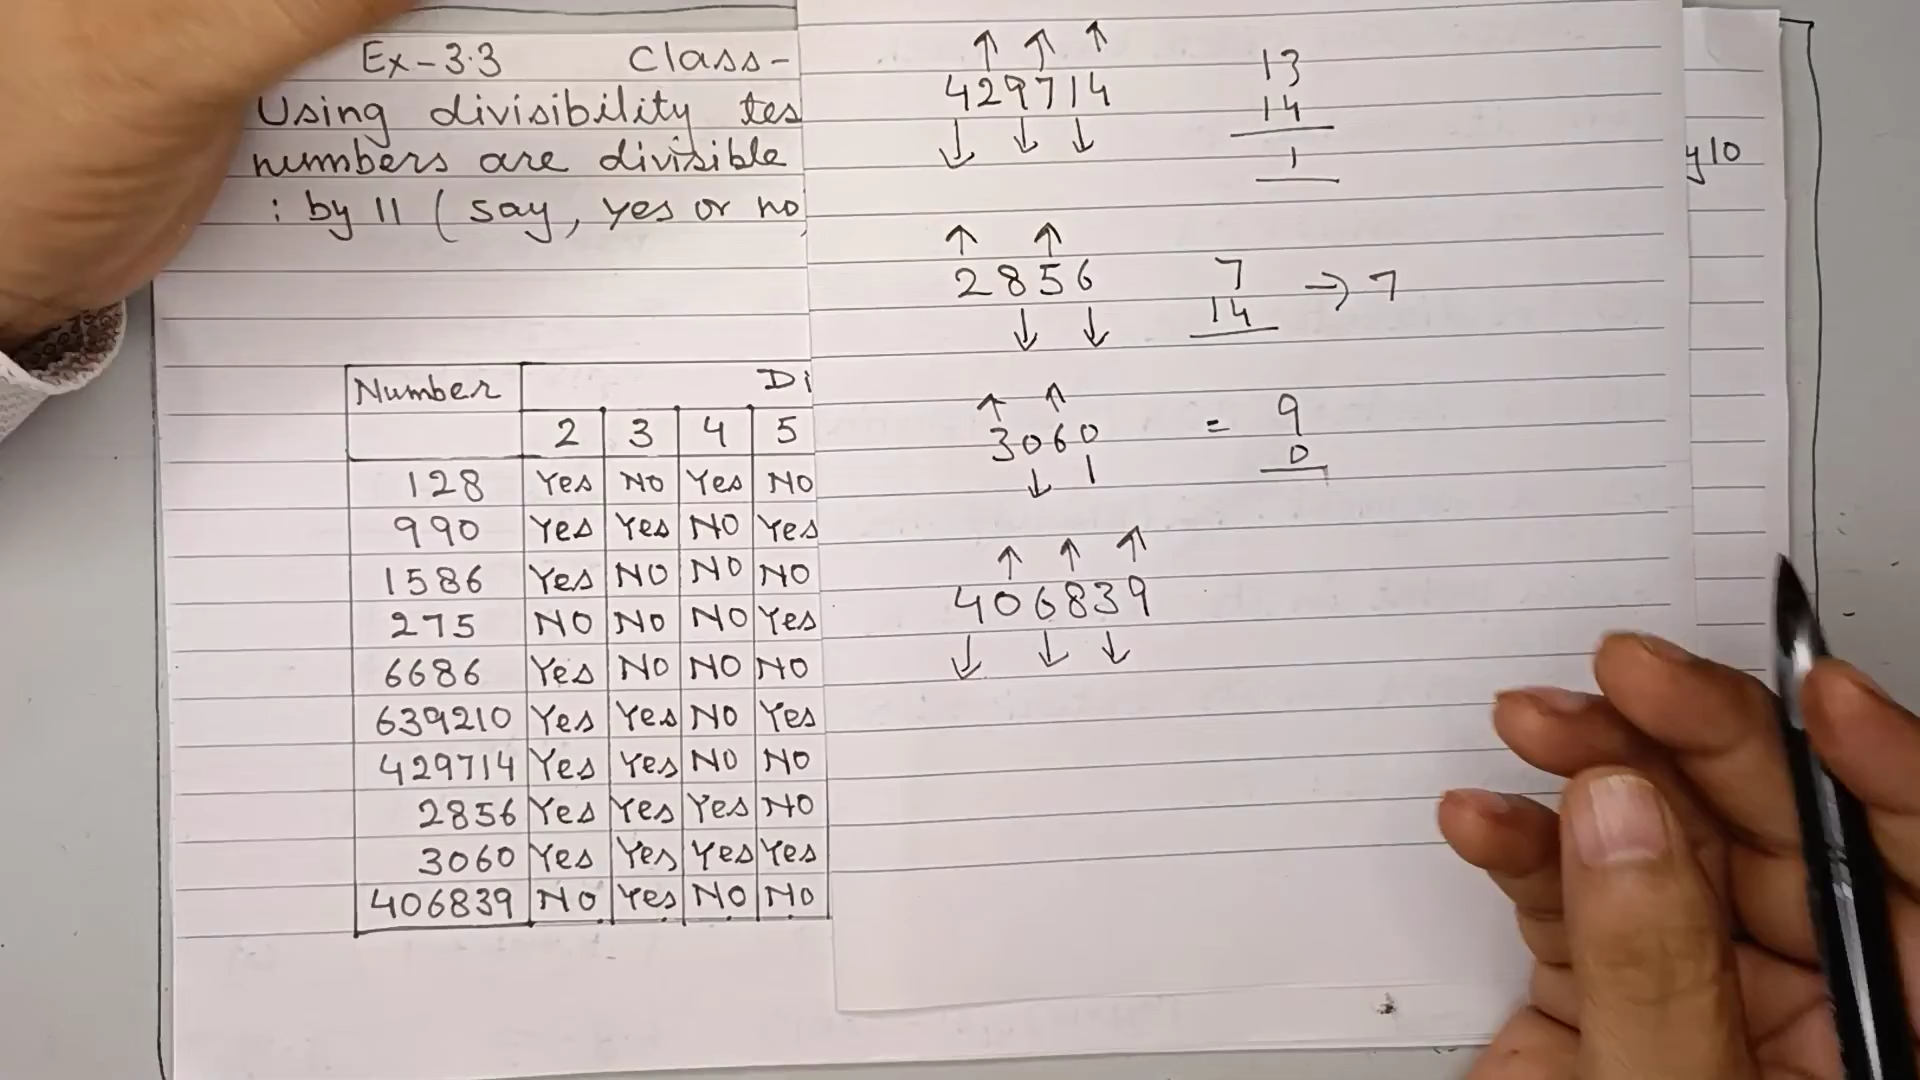 Ex-3.3 Class-
Using divisibility tes
numbers are divisible
: by 11 ( say, yes or no
Number Di
2 3 4 5
128 Yes No Yes No
990 Yes Yes No Yes
1586 Yes No No No
275 No No No Yes
6686 Yes No No No
639210 Yes Yes No Yes
429714 Yes Yes No No
2856 Yes Yes Yes No
3060 Yes Yes Yes Yes
406839 No Yes No No
↑ ↑ ↑
429714 13
↓ ↓ ↓ 14
1
↑ ↑
2856 7 → 7
↓ ↓ 14
↑ ↑
3060 = 9
↓ 0
↑ ↑ ↑
406839
↓ ↓ ↓
y10